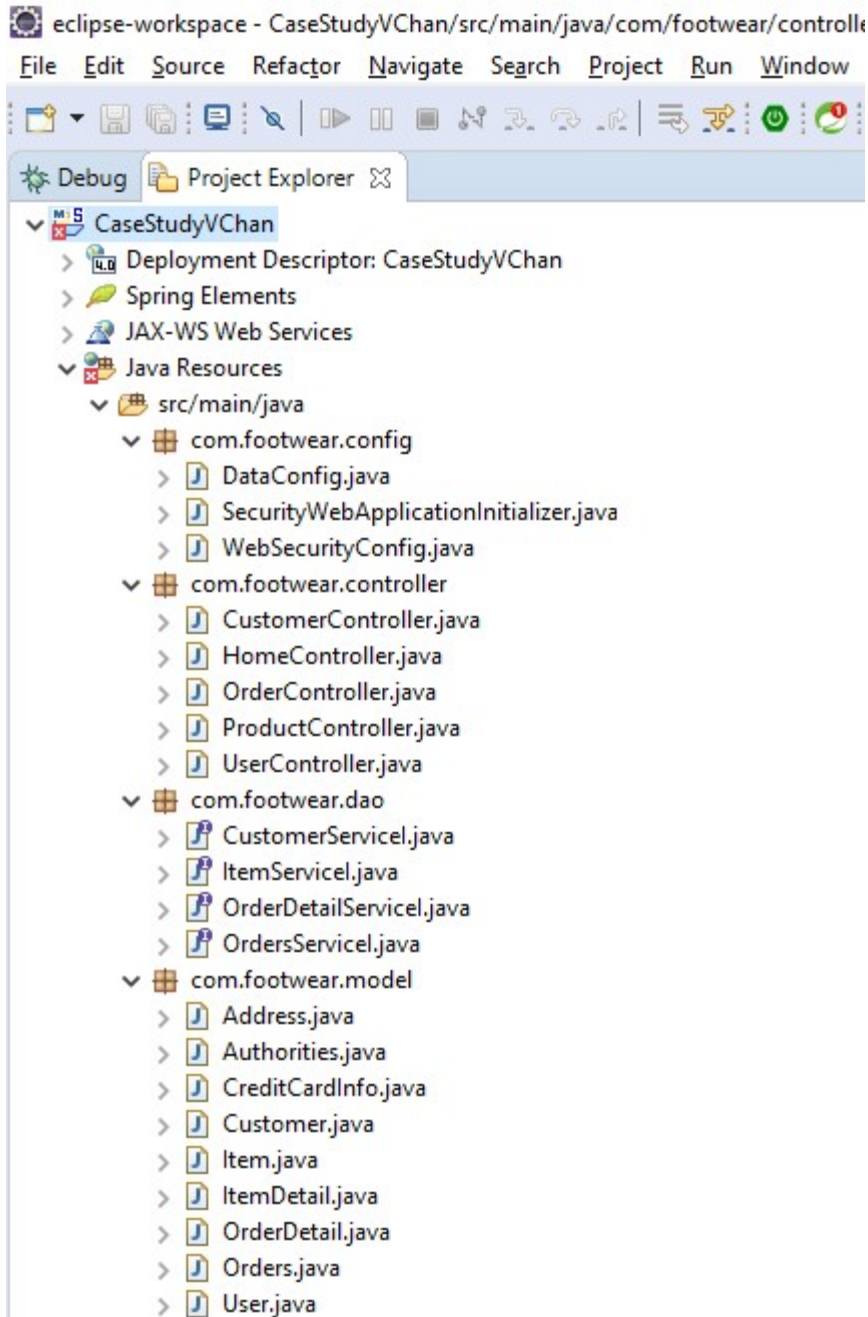 eclipse-workspace - CaseStudyVChan/src/main/java/com/footwear/controlle
File Edit Source Refactor Navigate Search Project Run Window
Debug Project Explorer
CaseStudyVChan
Deployment Descriptor: CaseStudyVChan
Spring Elements
JAX-WS Web Services
Java Resources
src/main/java
com.footwear.config
DataConfig.java
SecurityWebApplicationInitializer.java
WebSecurityConfig.java
com.footwear.controller
CustomerController.java
HomeController.java
OrderController.java
ProductController.java
UserController.java
com.footwear.dao
CustomerServiceI.java
ItemServiceI.java
OrderDetailServiceI.java
OrdersServiceI.java
com.footwear.model
Address.java
Authorities.java
CreditCardInfo.java
Customer.java
Item.java
ItemDetail.java
OrderDetail.java
Orders.java
User.java